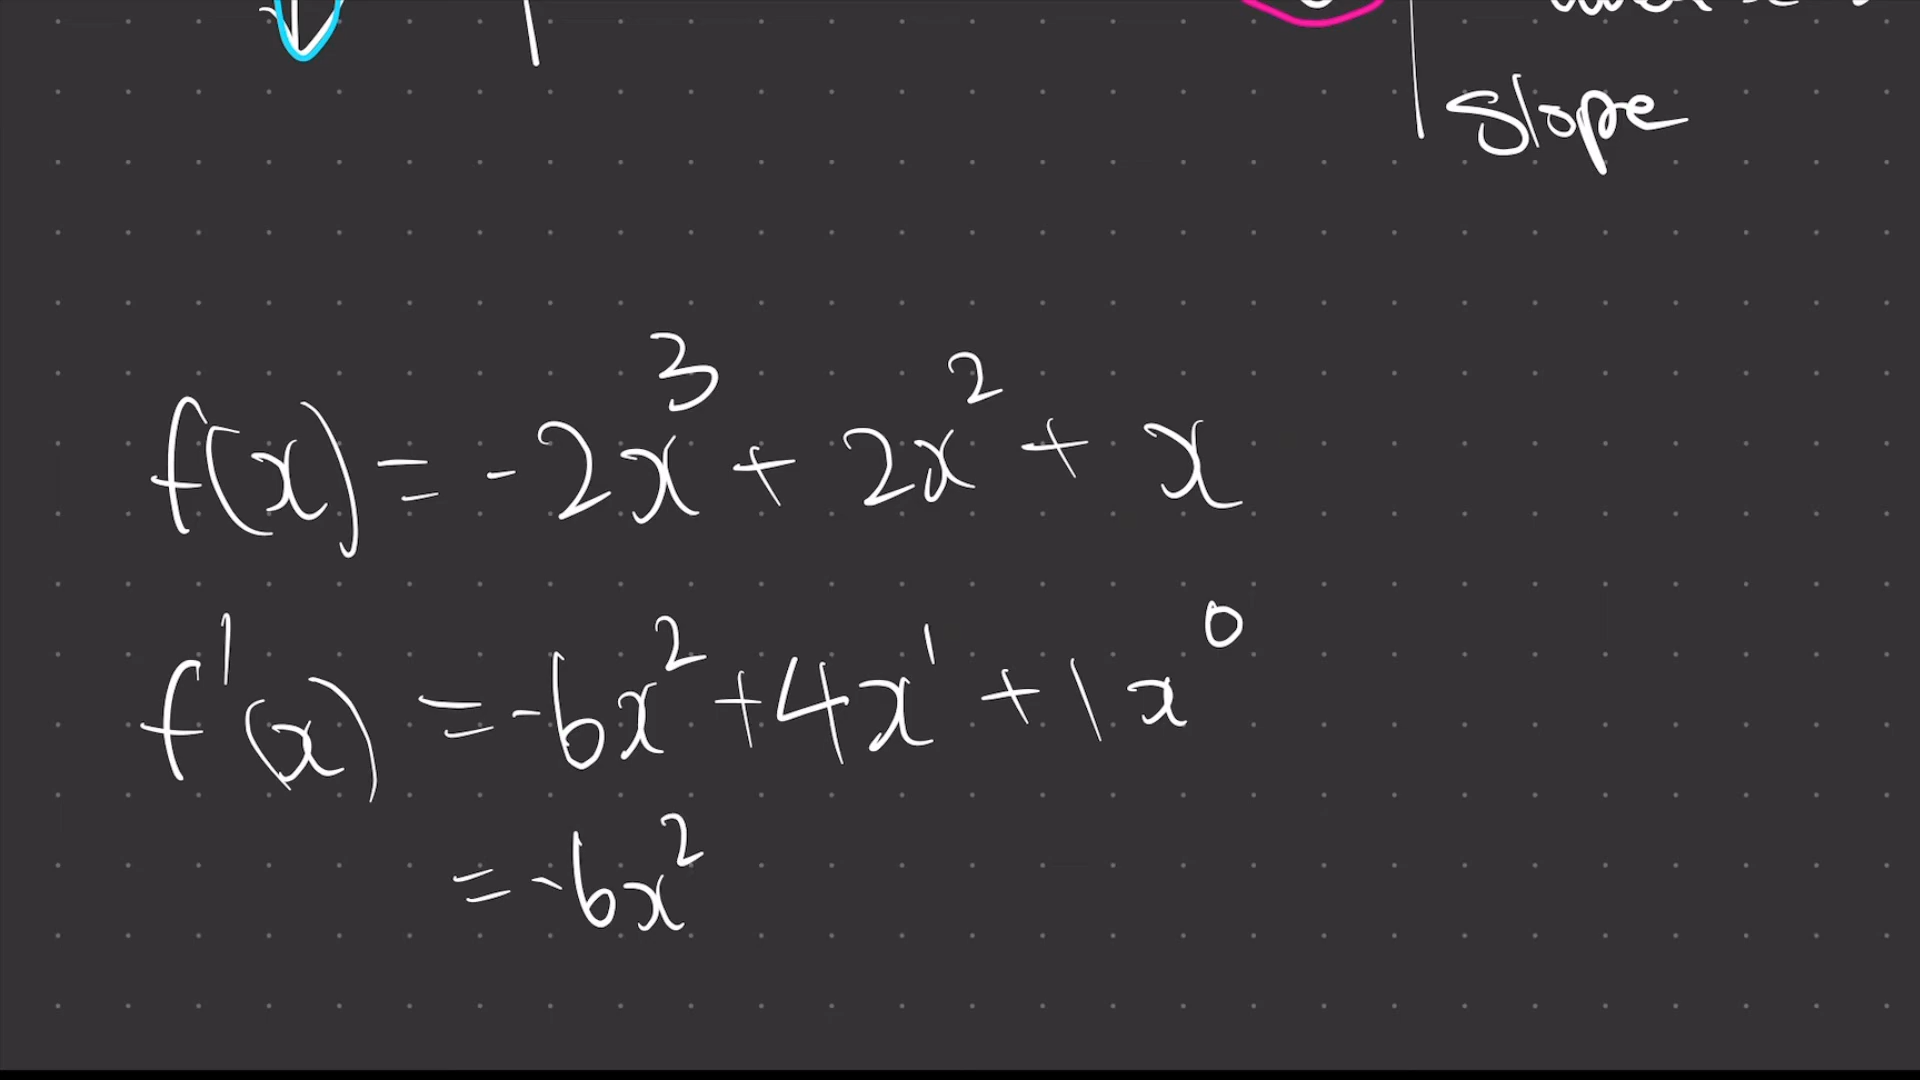 slope
f(x) = -2x³ + 2x² + x
f'(x) = -6x² + 4x¹ + 1x⁰
= -6x²